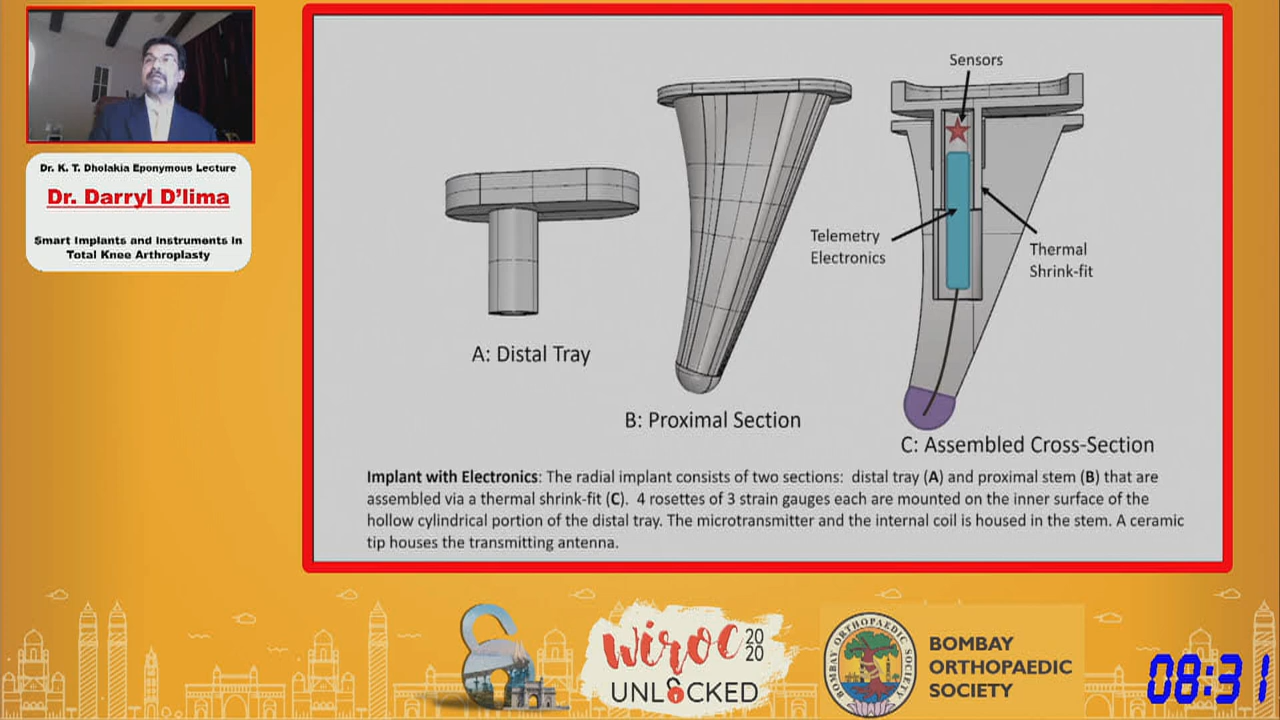 Dr. K. T. Dholakia Eponymous Lecture
Dr. Darryl D'lima
Smart Implants and Instruments in
Total Knee Arthroplasty
Sensors
Telemetry
Electronics
Thermal
Shrink-fit
A: Distal Tray
B: Proximal Section
C: Assembled Cross-Section
Implant with Electronics: The radial implant consists of two sections: distal tray (A) and proximal stem (B) that are
assembled via a thermal shrink-fit (C). 4 rosettes of 3 strain gauges each are mounted on the inner surface of the
hollow cylindrical portion of the distal tray. The microtransmitter and the internal coil is housed in the stem. A ceramic
tip houses the transmitting antenna.
WIROC 20
20
UNLOCKED
BOMBAY ORTHOPAEDIC SOCIETY
BOMBAY
ORTHOPAEDIC
SOCIETY
08:31